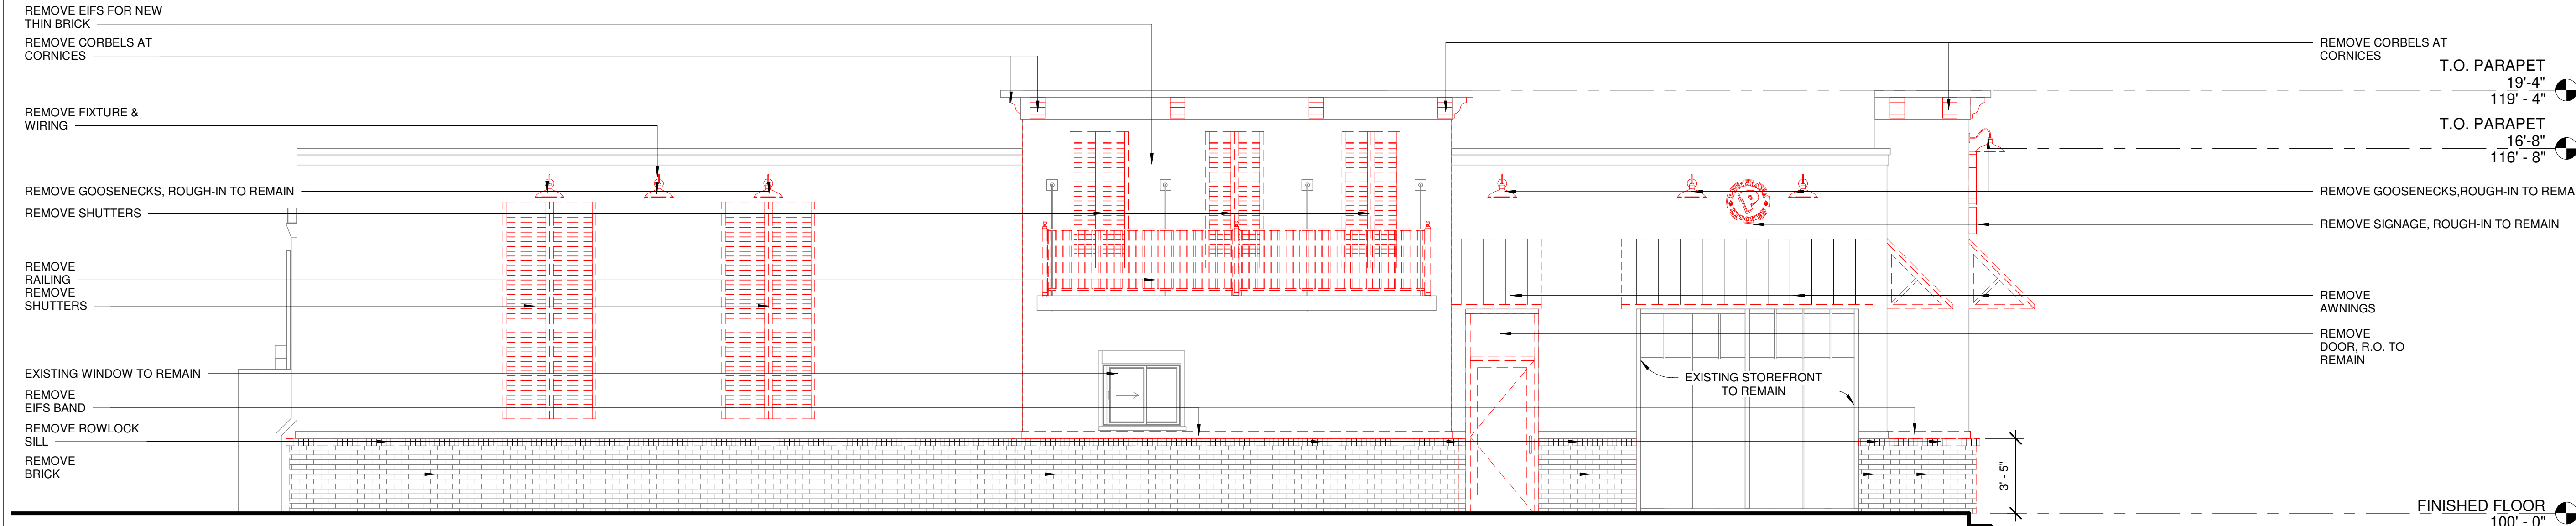 REMOVE EIFS FOR NEW
THIN BRICK
REMOVE CORBELS AT
CORNICES
REMOVE FIXTURE &
WIRING
REMOVE GOOSENECKS, ROUGH-IN TO REMAIN
REMOVE SHUTTERS
REMOVE
RAILING
REMOVE
SHUTTERS
EXISTING WINDOW TO REMAIN
REMOVE
EIFS BAND
REMOVE ROWLOCK
SILL
REMOVE
BRICK
P
EXISTING STOREFRONT
TO REMAIN
REMOVE CORBELS AT
CORNICES
T.O. PARAPET
19'-4"
119' - 4"
T.O. PARAPET
16'-8"
116' - 8"
REMOVE GOOSENECKS,ROUGH-IN TO REMA
REMOVE SIGNAGE, ROUGH-IN TO REMAIN
REMOVE
AWNINGS
REMOVE
DOOR, R.O. TO
REMAIN
3' - 5"
FINISHED FLOOR
100' - 0"